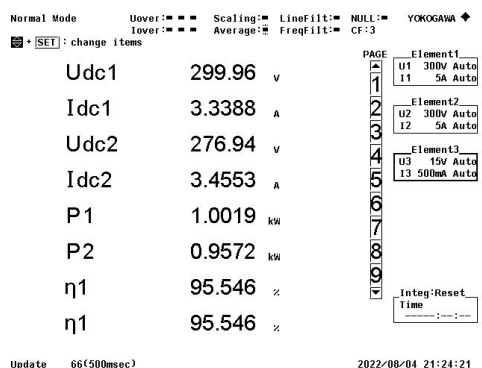 Normal Mode Uover: Scaling: LineFilt: NULL: YOKOGAWA
Iover: Average: FreqFilt: CF:3
+ SET : change items
PAGE
Element1
Udc1 299.96 V
U1 300V Auto
I1 5A Auto
1
Idc1 3.3388 A
2
Element2
U2 300V Auto
I2 5A Auto
3
Udc2 276.94 V
4
Element3
U3 15V Auto
I3 500mA Auto
Idc2 3.4553 A
5
6
P1 1.0019 kW
7
P2 0.9572 kW
8
9
η1 95.546 %
Integ:Reset
Time
-----:--:--
η1 95.546 %
Update 66(500msec) 2022/08/04 21:24:21